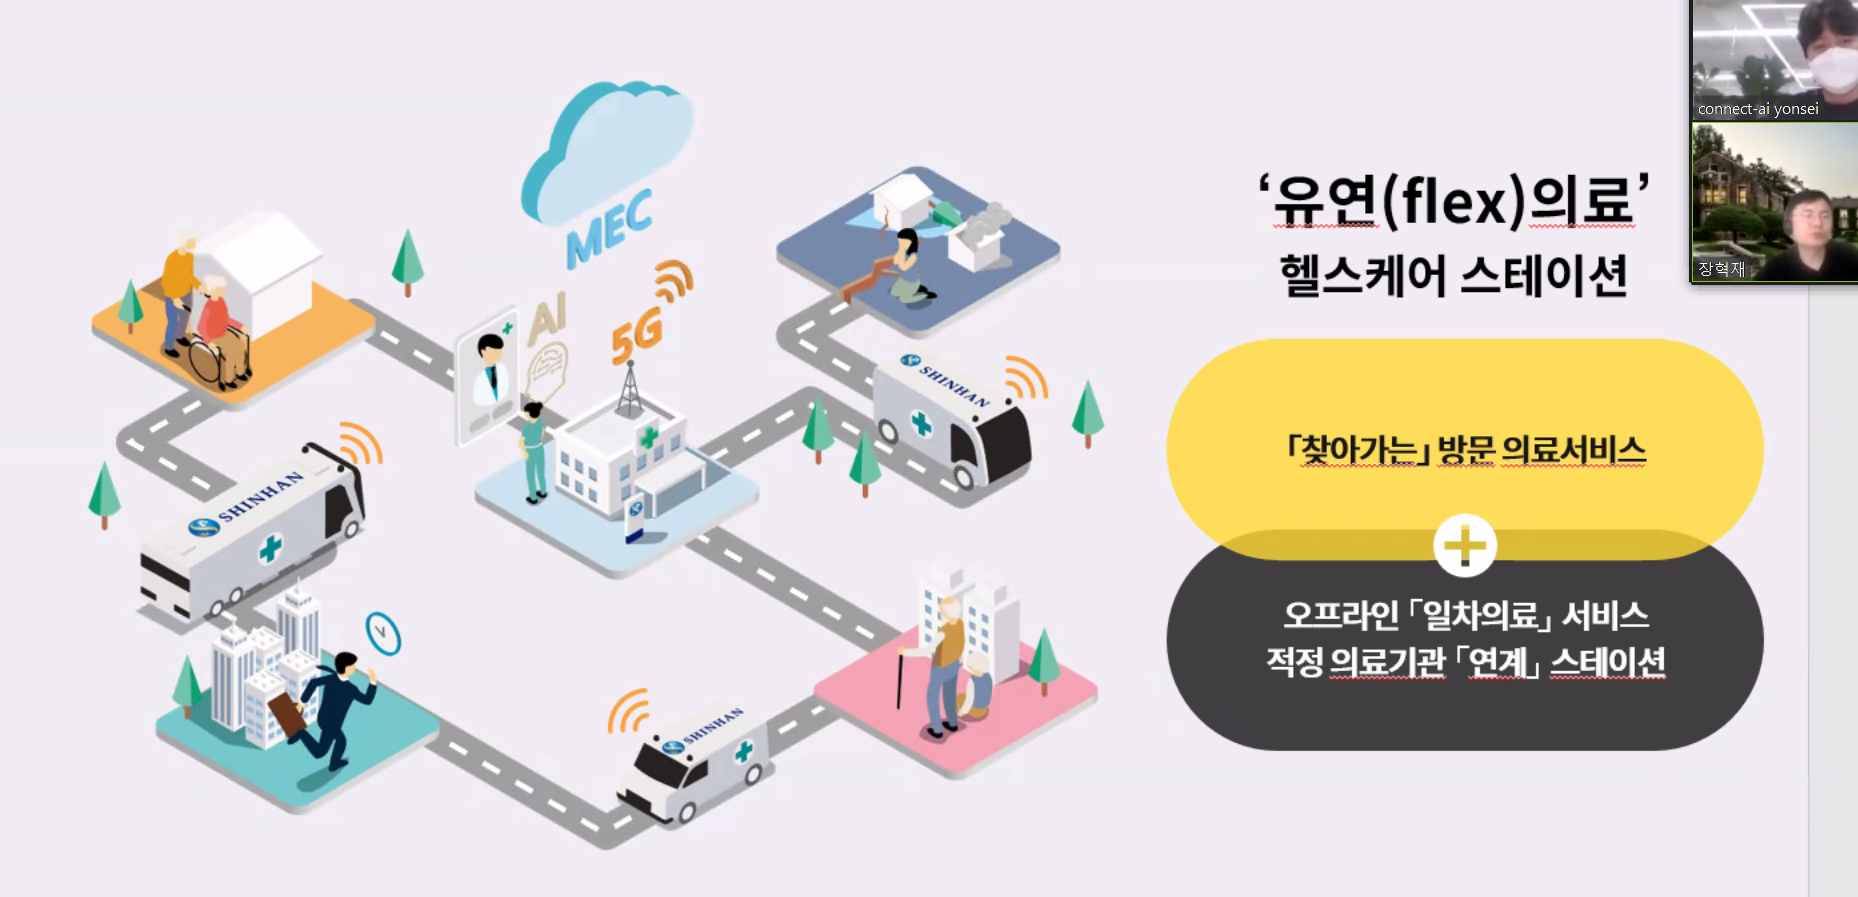 connect-ai yonsei
장혁재
'유연(flex)의료'
헬스케어 스테이션
「찾아가는」 방문 의료서비스
오프라인 「일차의료」 서비스
적정 의료기관 「연계」 스테이션
MEC
AI
5G
SHINHAN
SHINHAN
SHINHAN